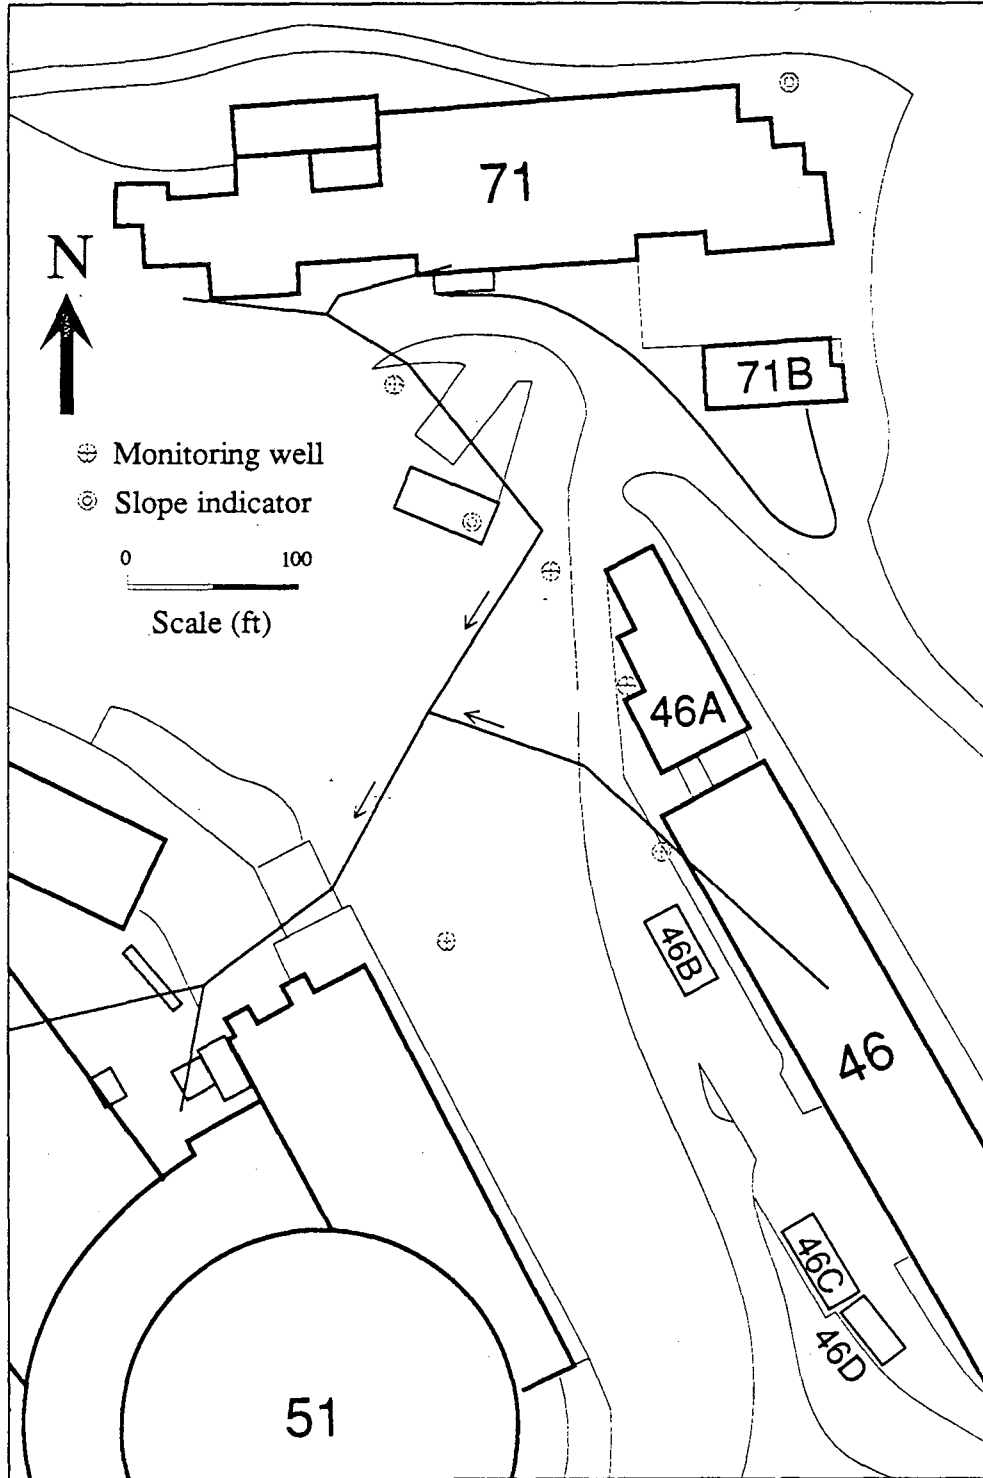 71
N
71B
Monitoring well
Slope indicator
0 100
Scale (ft)
46A
46B
46
46C
46D
51